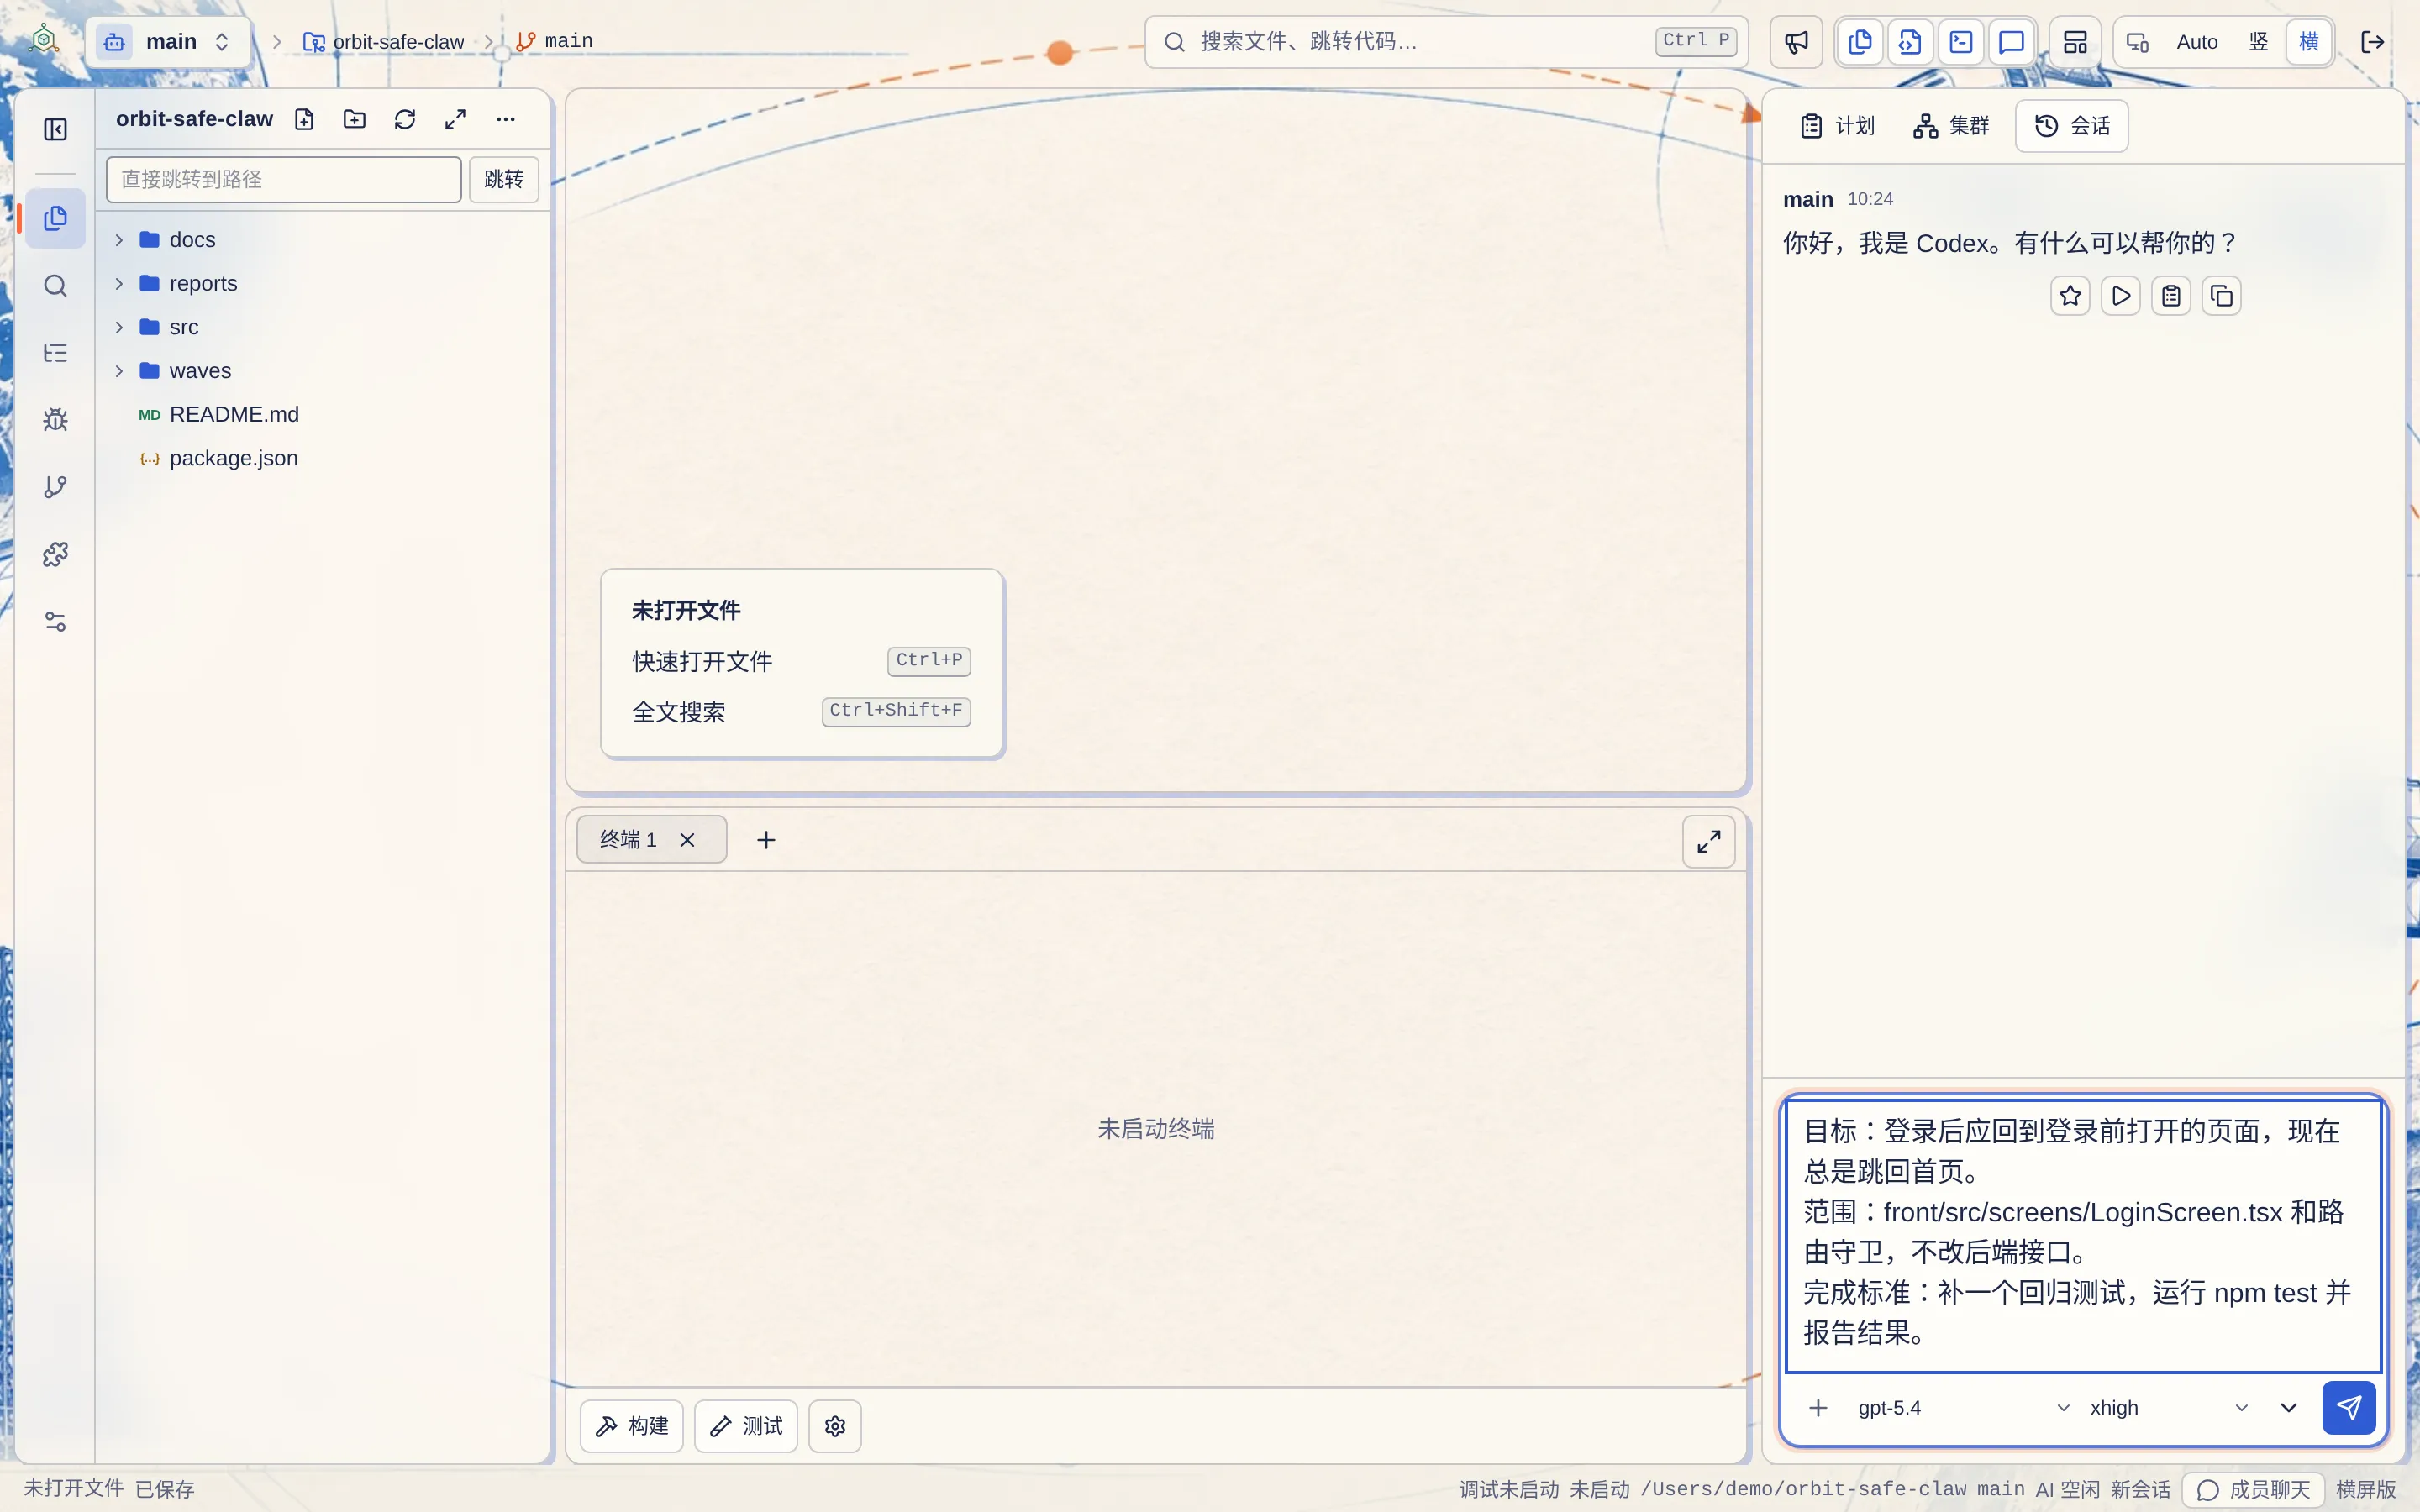 main
orbit-safe-claw
main
搜索文件、跳转代码…
Ctrl P
Auto
竖
横
orbit-safe-claw
直接跳转到路径
跳转
docs
reports
src
waves
MD README.md
{...} package.json
未打开文件
快速打开文件 Ctrl+P
全文搜索 Ctrl+Shift+F
终端 1
未启动终端
构建
测试
计划
集群
会话
main 10:24
你好，我是 Codex。有什么可以帮你的？
目标：登录后应回到登录前打开的页面，现在
总是跳回首页。
范围：front/src/screens/LoginScreen.tsx 和路
由守卫，不改后端接口。
完成标准：补一个回归测试，运行 npm test 并
报告结果。
gpt-5.4
xhigh
未打开文件 已保存
调试未启动 未启动 /Users/demo/orbit-safe-claw main AI 空闲 新会话 成员聊天 横屏版